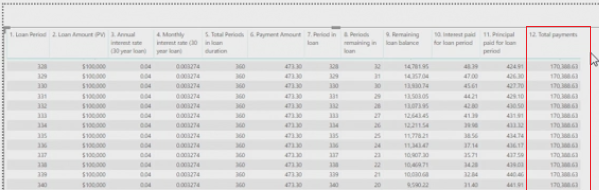 1. Loan Period 2. Loan Amount (PV) 3. Annual interest rate (30 year loan) 4. Monthly interest rate (30 year loan) 5. Total Periods in loan duration 6. Payment Amount 7. Period in loan 8. Periods remaining in loan 9. Remaining loan balance 10. Interest paid for loan period 11. Principal paid for loan period 12. Total payments
328 $100,000 0.04 0.003274 360 473.30 328 32 14,781.95 48.39 424.91 170,388.63
329 $100,000 0.04 0.003274 360 473.30 329 31 14,357.04 47.00 426.30 170,388.63
330 $100,000 0.04 0.003274 360 473.30 330 30 13,930.74 45.61 427.70 170,388.63
331 $100,000 0.04 0.003274 360 473.30 331 29 13,503.05 44.21 429.10 170,388.63
332 $100,000 0.04 0.003274 360 473.30 332 28 13,073.95 42.80 430.50 170,388.63
333 $100,000 0.04 0.003274 360 473.30 333 27 12,643.45 41.39 431.91 170,388.63
334 $100,000 0.04 0.003274 360 473.30 334 26 12,211.54 39.98 433.32 170,388.63
335 $100,000 0.04 0.003274 360 473.30 335 25 11,778.21 38.56 434.74 170,388.63
336 $100,000 0.04 0.003274 360 473.30 336 24 11,343.47 37.14 436.17 170,388.63
337 $100,000 0.04 0.003274 360 473.30 337 23 10,907.30 35.71 437.59 170,388.63
338 $100,000 0.04 0.003274 360 473.30 338 22 10,469.71 34.28 439.03 170,388.63
339 $100,000 0.04 0.003274 360 473.30 339 21 10,030.68 32.84 440.46 170,388.63
340 $100,000 0.04 0.003274 360 473.30 340 20 9,590.22 31.40 441.91 170,388.63